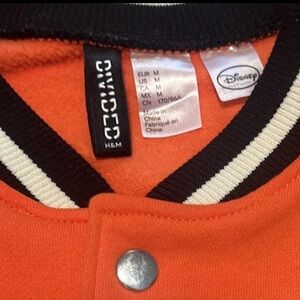 DIVIDED
H&M
EUR M
US M
CA M
MX M
CN 170/96A
Made in
China
Fabriqué en
Chine
Disney